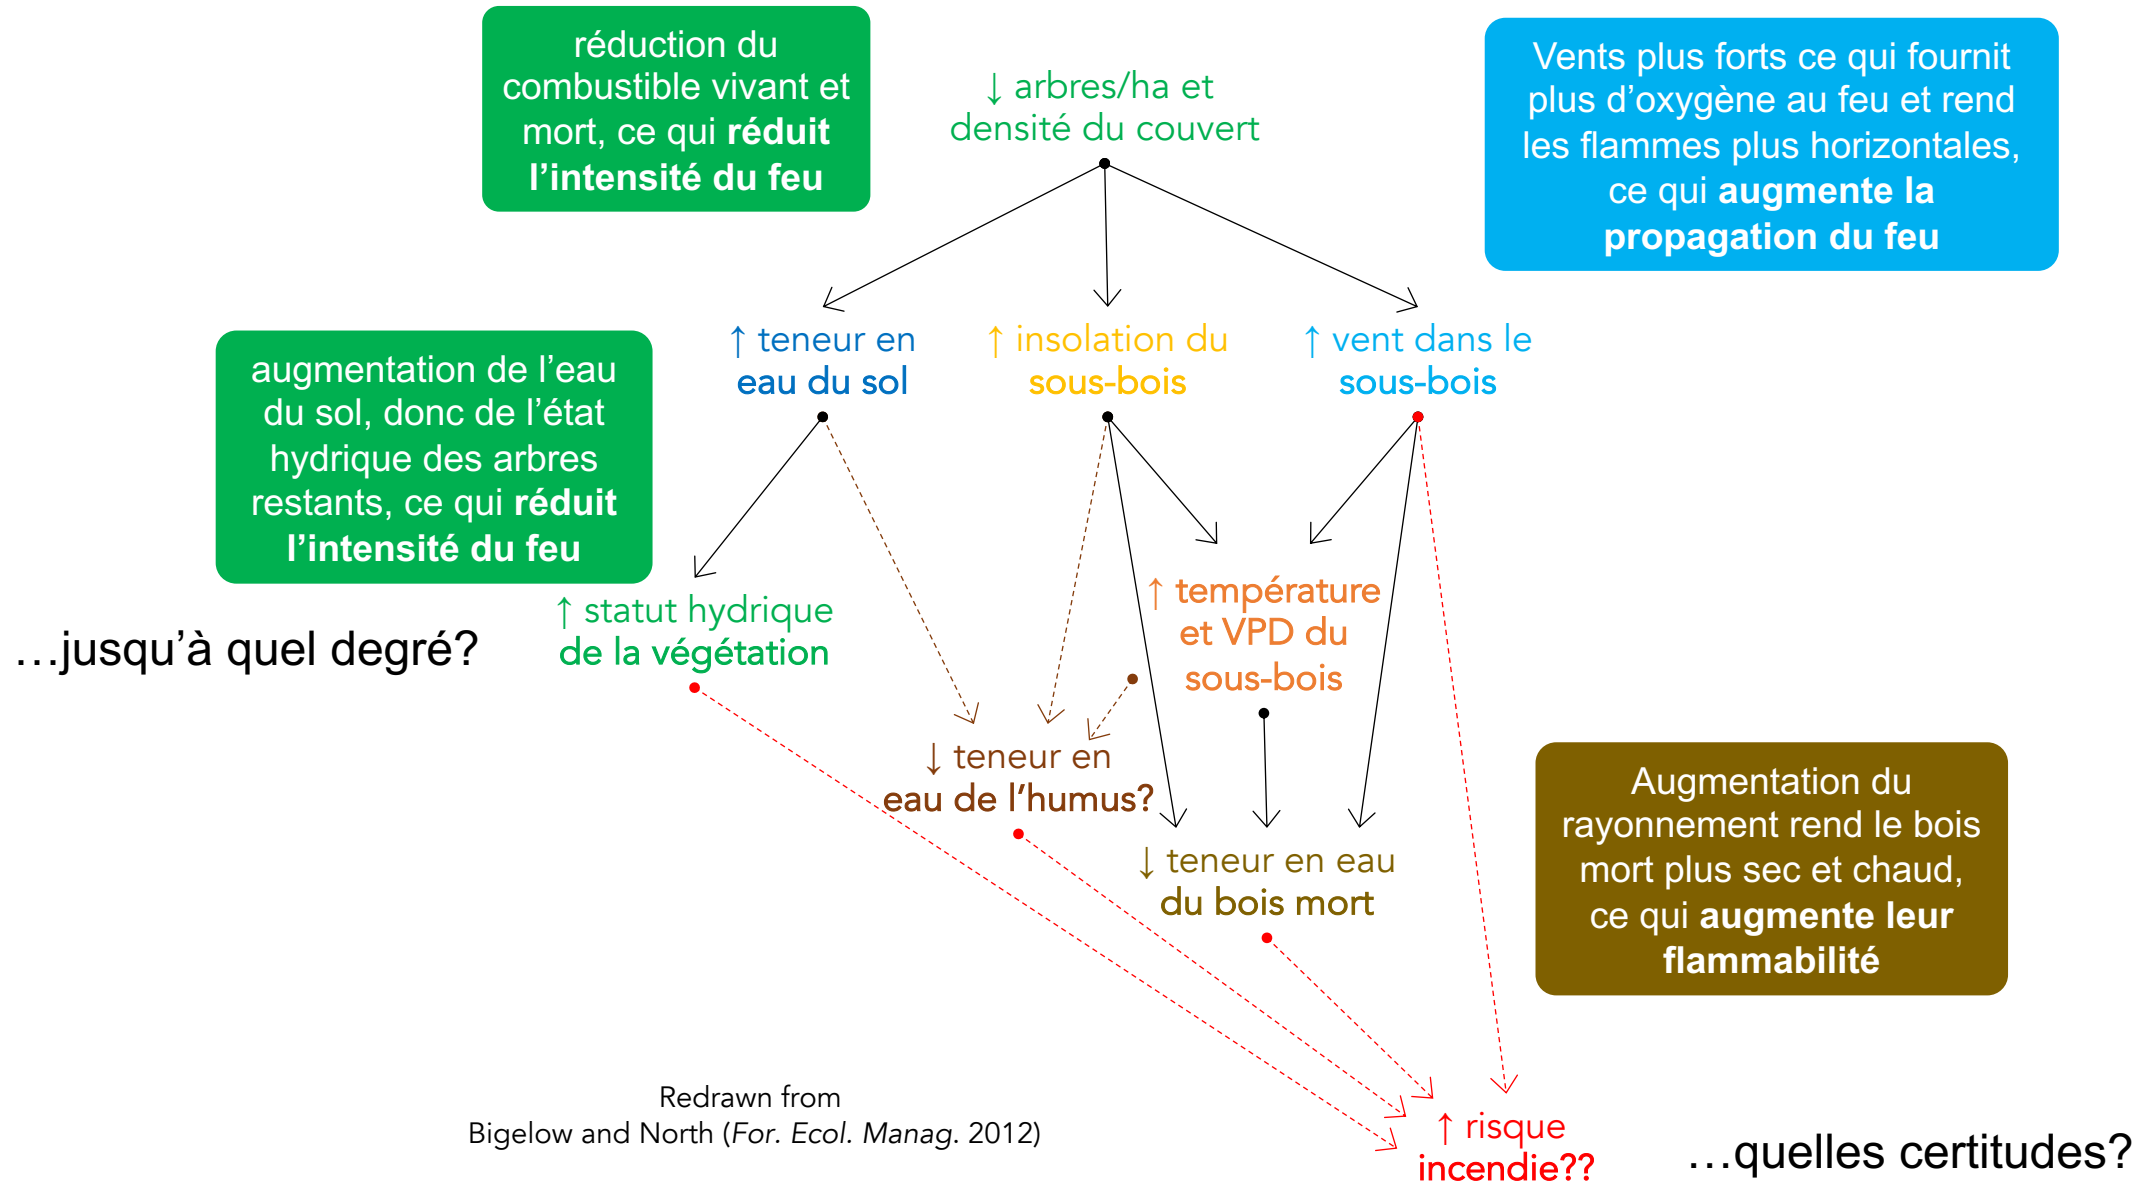 réduction du
combustible vivant et
mort, ce qui réduit
l’intensité du feu
↓ arbres/ha et
densité du couvert
Vents plus forts ce qui fournit
plus d’oxygène au feu et rend
les flammes plus horizontales,
ce qui augmente la
propagation du feu
augmentation de l’eau
du sol, donc de l’état
hydrique des arbres
restants, ce qui réduit
l’intensité du feu
↑ teneur en
eau du sol
↑ insolation du
sous-bois
↑ vent dans le
sous-bois
…jusqu’à quel degré?
↑ statut hydrique
de la végétation
↑ température
et VPD du
sous-bois
↓ teneur en
eau de l’humus?
↓ teneur en eau
du bois mort
Augmentation du
rayonnement rend le bois
mort plus sec et chaud,
ce qui augmente leur
flammabilité
Redrawn from
Bigelow and North (For. Ecol. Manag. 2012)
↑ risque
incendie??
…quelles certitudes?